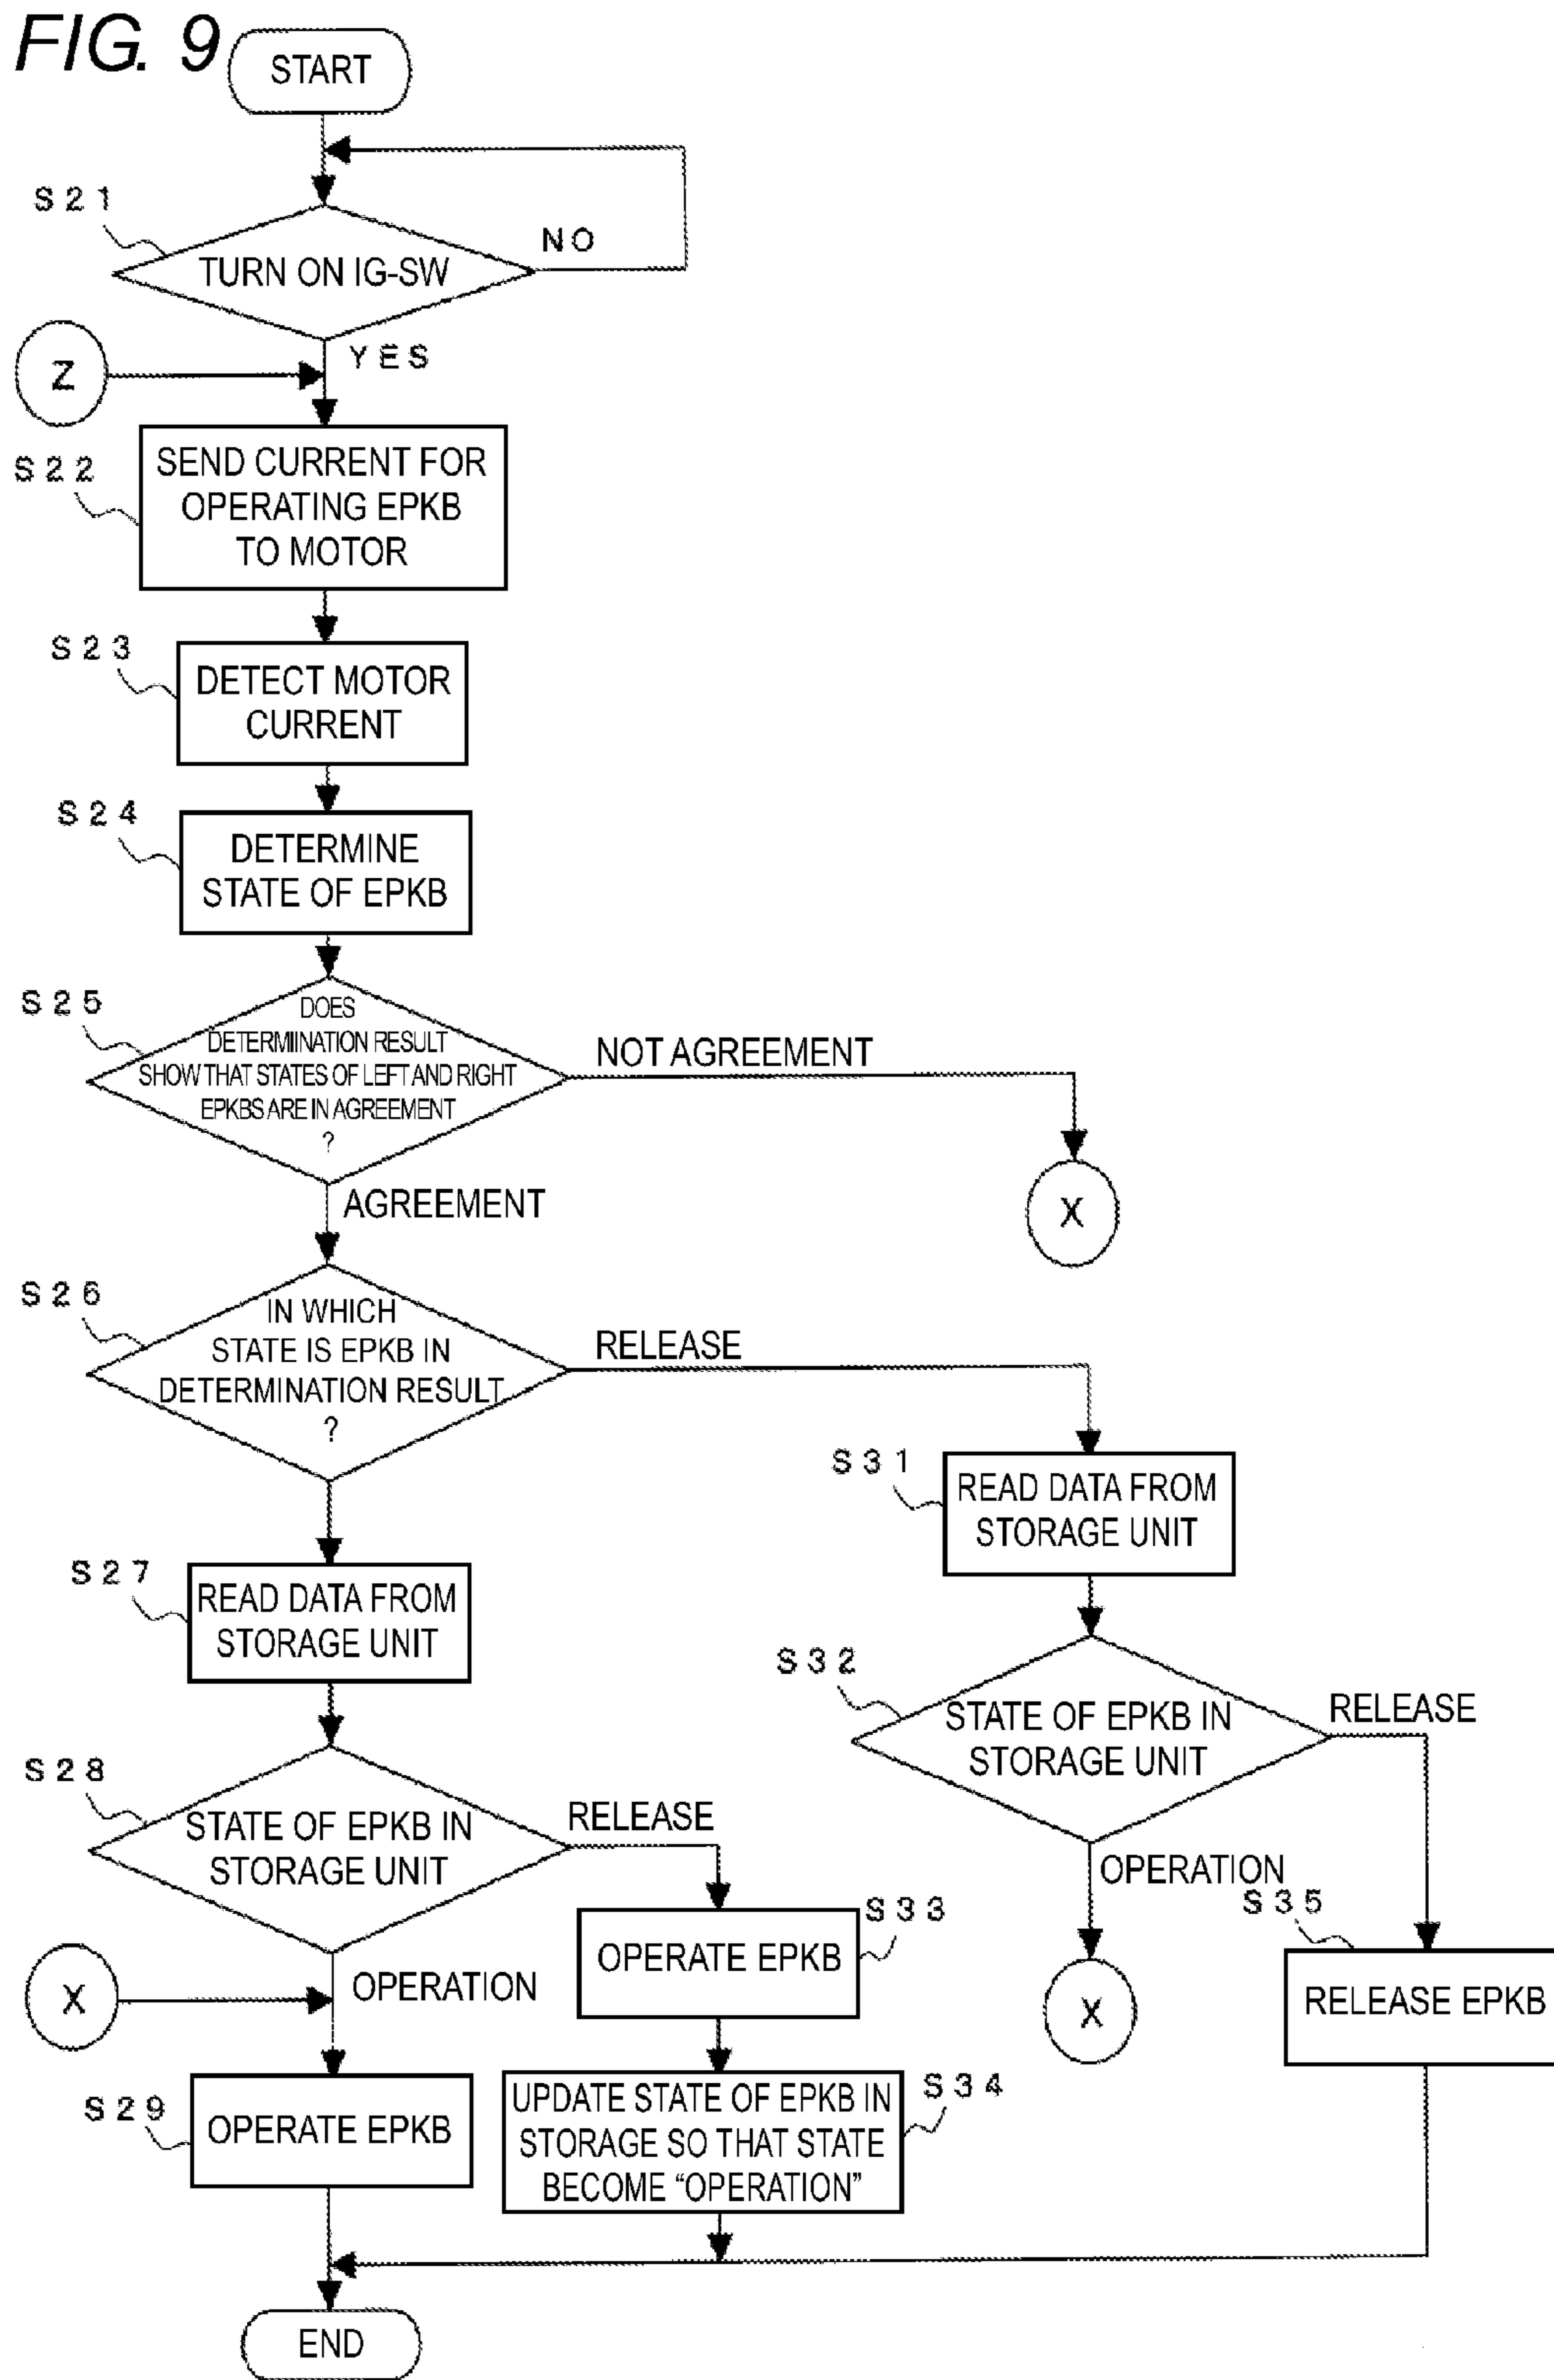 FIG. 9
START
S21
TURN ON IG-SW
NO
YES
Z
S22
SEND CURRENT FOR
OPERATING EPKB
TO MOTOR
S23
DETECT MOTOR
CURRENT
S24
DETERMINE
STATE OF EPKB
S25
DOES
DETERMINATION RESULT
SHOW THAT STATES OF LEFT AND RIGHT
EPKBS ARE IN AGREEMENT
?
NOT AGREEMENT
X
AGREEMENT
S26
IN WHICH
STATE IS EPKB IN
DETERMINATION RESULT
?
RELEASE
S31
READ DATA FROM
STORAGE UNIT
S27
READ DATA FROM
STORAGE UNIT
S32
STATE OF EPKB IN
STORAGE UNIT
RELEASE
OPERATION
X
S35
RELEASE EPKB
S28
STATE OF EPKB IN
STORAGE UNIT
RELEASE
S33
OPERATE EPKB
X
OPERATION
S29
OPERATE EPKB
S34
UPDATE STATE OF EPKB IN
STORAGE SO THAT STATE
BECOME “OPERATION”
END